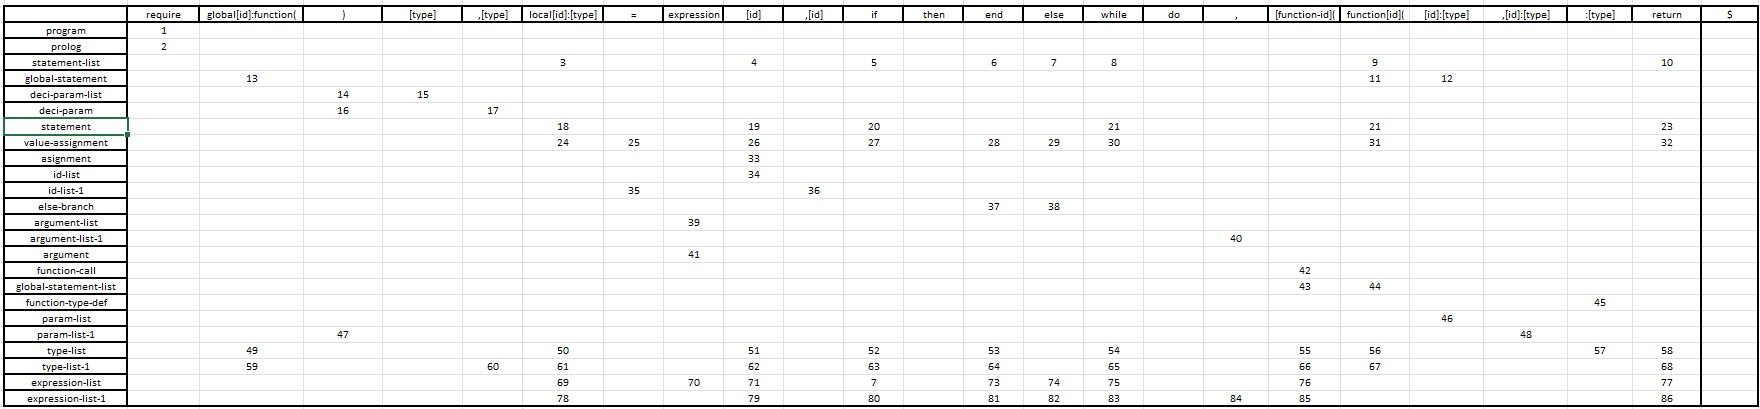 require global[id]:function( ) [type] ,[type] local[id]:[type] = expression [id] ,[id] if then end else while do , [function-id]( function[id]( [id]:[type] ,[id]:[type] :[type] return $
program 1
prolog 2
statement-list 3 4 5 6 7 8 9 10
global-statement 13 11 12
deci-param-list 14 15
deci-param 16 17
statement 18 19 20 21 21 23
value-assignment 24 25 26 27 28 29 30 31 32
asignment 33
id-list 34
id-list-1 35 36
else-branch 37 38
argument-list 39
argument-list-1 40
argument 41
function-call 42
global-statement-list 43 44
function-type-def 45
param-list 46
param-list-1 47 48
type-list 49 50 51 52 53 54 55 56 57 58
type-list-1 59 60 61 62 63 64 65 66 67 68
expression-list 69 70 71 7 73 74 75 76 77
expression-list-1 78 79 80 81 82 83 84 85 86